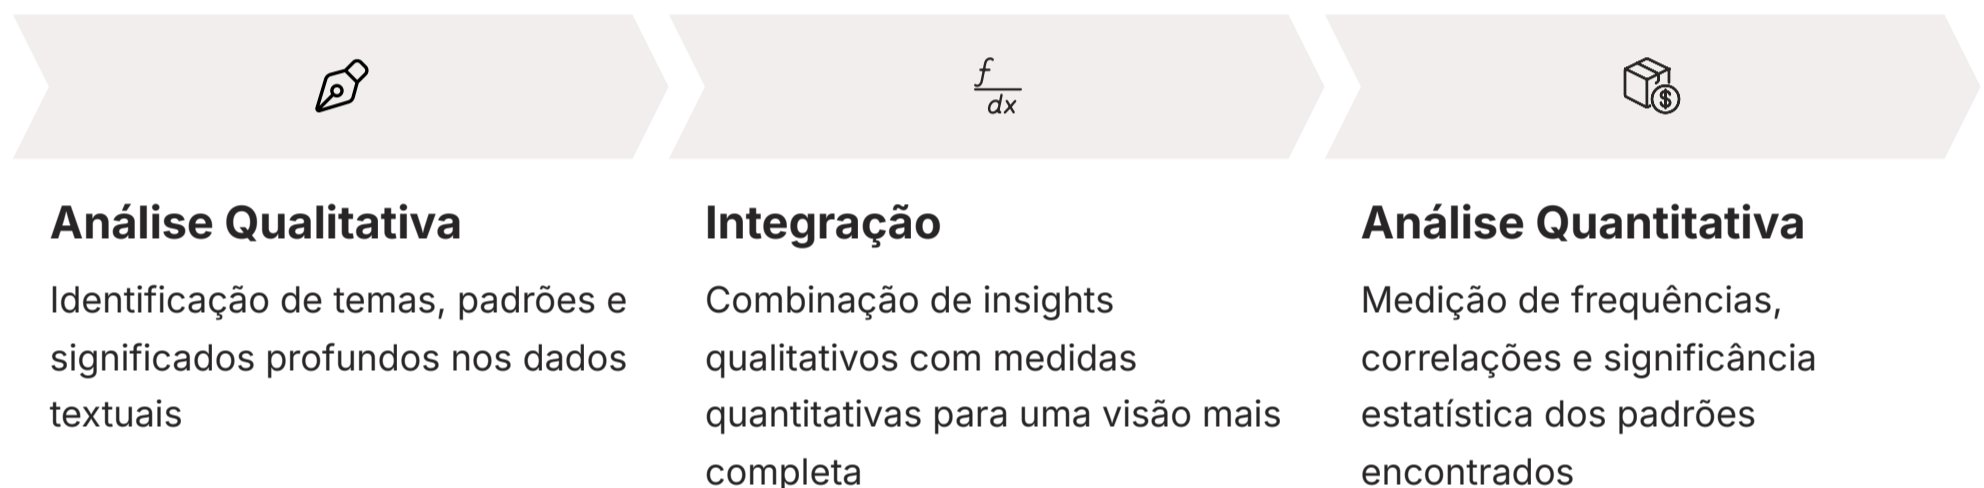 f
dx
$
Análise Qualitativa
Identificação de temas, padrões e
significados profundos nos dados
textuais
Integração
Combinação de insights
qualitativos com medidas
quantitativas para uma visão mais
completa
Análise Quantitativa
Medição de frequências,
correlações e significância
estatística dos padrões
encontrados